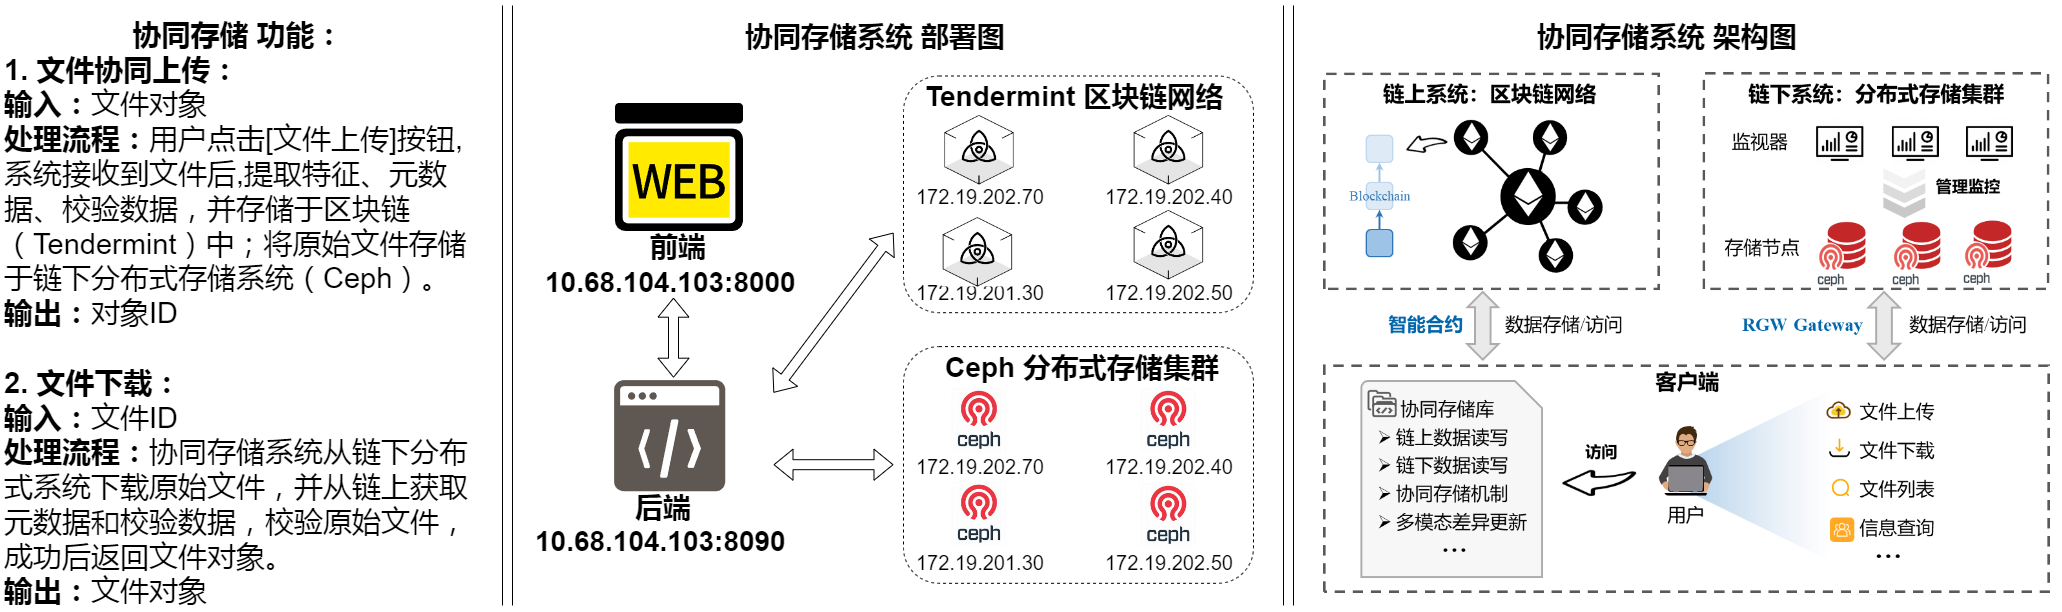 协同存储 功能：
1. 文件协同上传：
输入：文件对象
处理流程：用户点击[文件上传]按钮,
系统接收到文件后,提取特征、元数
据、校验数据，并存储于区块链
（Tendermint）中；将原始文件存储
于链下分布式存储系统（Ceph）。
输出：对象ID
2. 文件下载：
输入：文件ID
处理流程：协同存储系统从链下分布
式系统下载原始文件，并从链上获取
元数据和校验数据，校验原始文件，
成功后返回文件对象。
输出：文件对象
协同存储系统 部署图
WEB
前端
10.68.104.103:8000
后端
10.68.104.103:8090
Tendermint 区块链网络
172.19.202.70
172.19.202.40
172.19.201.30
172.19.202.50
Ceph 分布式存储集群
ceph
ceph
172.19.202.70
172.19.202.40
ceph
ceph
172.19.201.30
172.19.202.50
协同存储系统 架构图
链上系统：区块链网络
Blockchain
链下系统：分布式存储集群
监视器
管理监控
存储节点
ceph
ceph
ceph
智能合约
数据存储/访问
RGW Gateway
数据存储/访问
客户端
协同存储库
➢ 链上数据读写
➢ 链下数据读写
➢ 协同存储机制
➢ 多模态差异更新
...
访问
用户
文件上传
文件下载
文件列表
信息查询
...